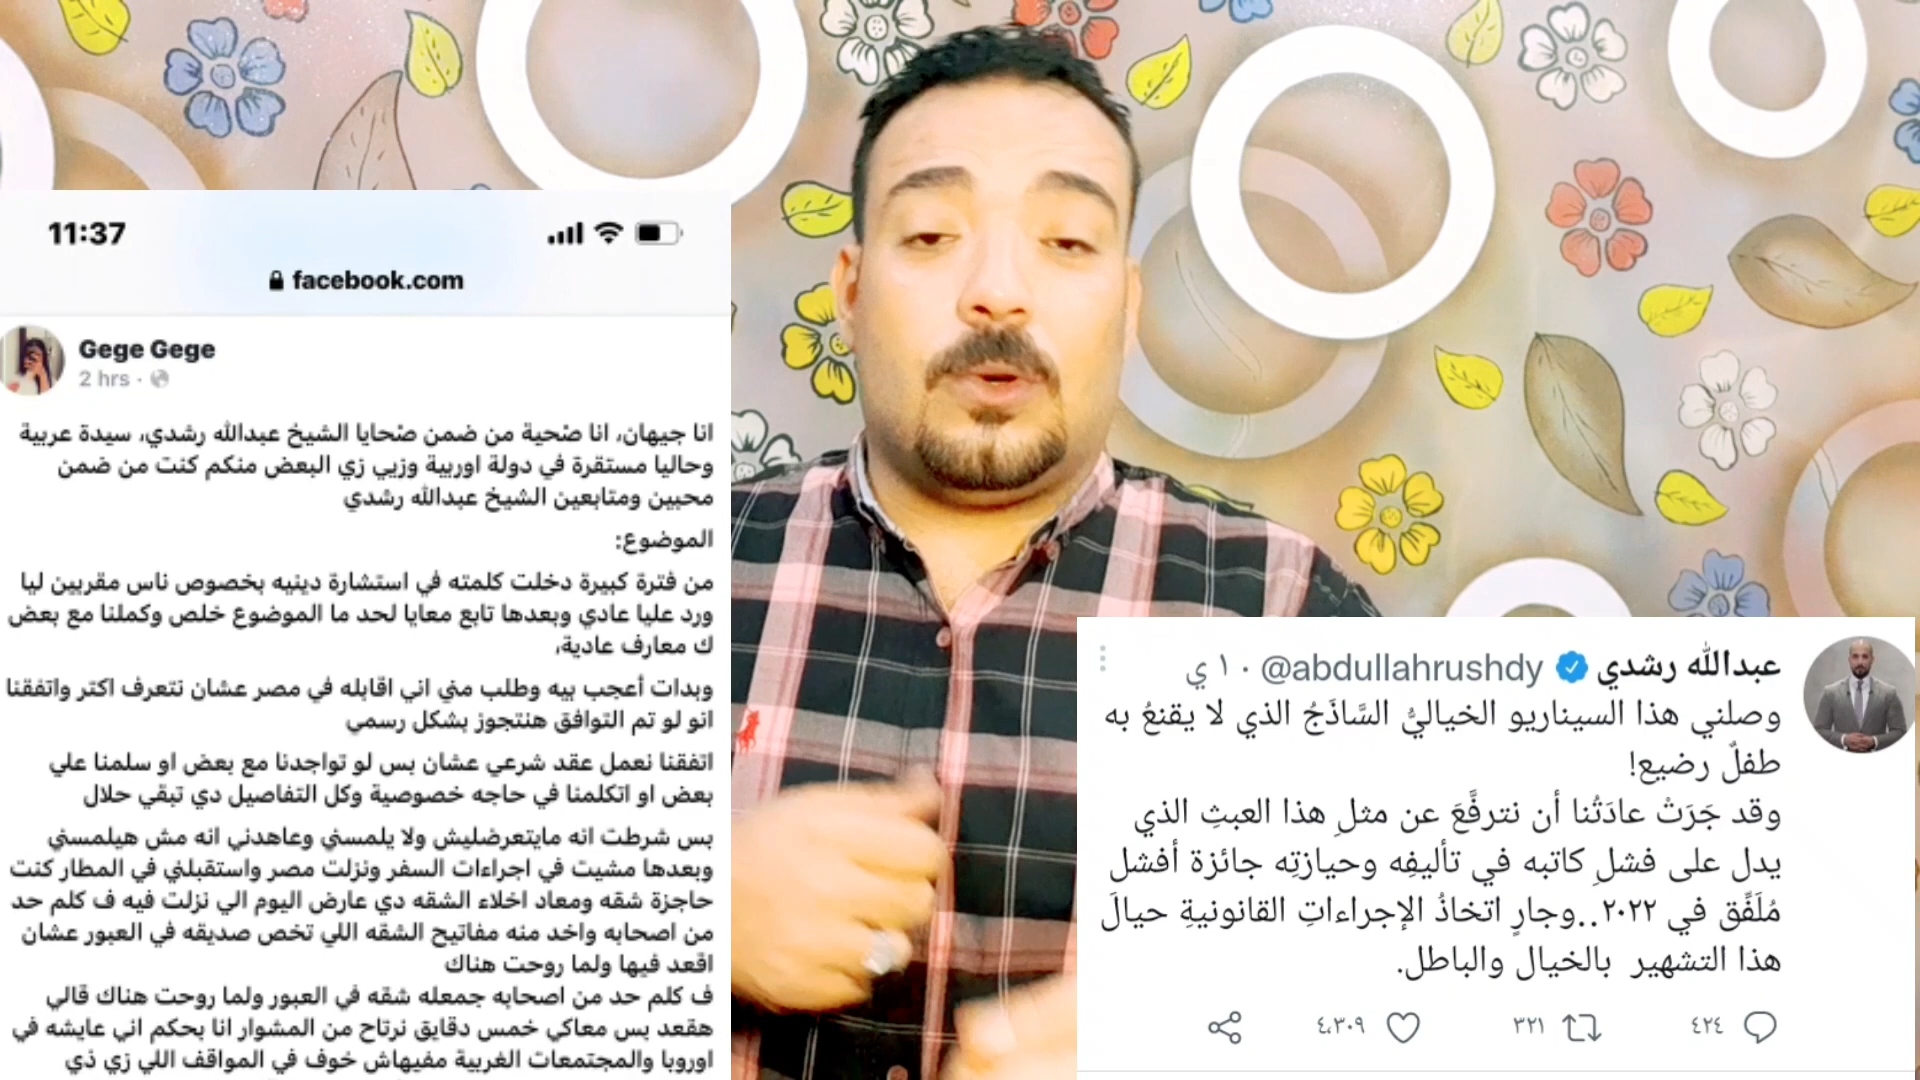 11:37
facebook.com
Gege Gege
2 hrs ·
انا جيهان، انا ضحية من ضمن ضحايا الشيخ عبدالله رشدي، سيدة عربية
وحاليا مستقرة في دولة اوربية وزيي زي البعض منكم كنت من ضمن
محبين ومتابعين الشيخ عبدالله رشدي
الموضوع:
من فترة كبيرة دخلت كلمته في استشارة دينيه بخصوص ناس مقربين ليا
ورد عليا عادي وبعدها تابع معايا لحد ما الموضوع خلص وكملنا مع بعض
ك معارف عادية،
وبدات أعجب بيه وطلب مني اني اقابله في مصر عشان نتعرف اكتر واتفقنا
انو لو تم التوافق هنتجوز بشكل رسمي
اتفقنا نعمل عقد شرعي عشان بس لو تواجدنا مع بعض او سلمنا علي
بعض او اتكلمنا في حاجه خصوصية وكل التفاصيل دي تبقي حلال
بس شرطت انه مايتعرضليش ولا يلمسني وعاهدني انه مش هيلمسني
وبعدها مشيت في اجراءات السفر ونزلت مصر واستقبلني في المطار كنت
حاجزة شقه ومعاد اخلاء الشقه دي عارض اليوم الي نزلت فيه ف كلم حد
من اصحابه واخد منه مفاتيح الشقه اللي تخص صديقه في العبور عشان
اقعد فيها ولما روحت هناك
ف كلم حد من اصحابه جمعله شقه في العبور ولما روحت هناك قالي
هقعد بس معاكي خمس دقايق نرتاح من المشوار انا بحكم اني عايشه في
اوروبا والمجتمعات الغربية مفيهاش خوف في المواقف اللي زي ذي
عبدالله رشدي @abdullahrushdy · ١ ي
وصلني هذا السيناريو الخياليُّ السَّاذَجُ الذي لا يقنعُ به
طفلٌ رضيع!
وقد جَرَتْ عادَتُنا أن نترفَّعَ عن مثلِ هذا العبثِ الذي
يدل على فشلِ كاتبه في تأليفِه وحيازتِه جائزة أفشل
مُلَفِّق في ٢٠٢٢..وجارٍ اتخاذُ الإجراءاتِ القانونيةِ حيالَ
هذا التشهير بالخيال والباطل.
٤٢٤ ٣٢١ ٤،٣٠٩